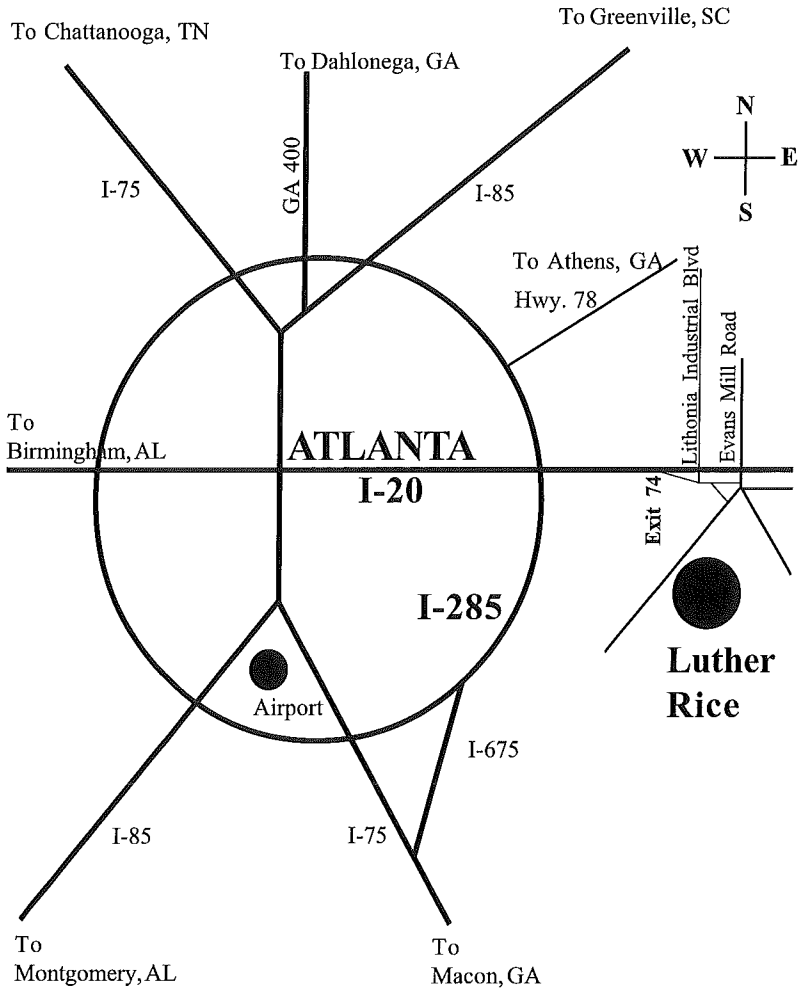 To Chattanooga, TN
To Greenville, SC
To Dahlonega, GA
N
W E
S
I-75
GA 400
I-85
To Athens, GA
Hwy. 78
Lithonia Industrial Blvd
Evans Mill Road
To
Birmingham, AL
ATLANTA
I-20
Exit 74
I-285
Luther
Rice
Airport
I-675
I-85
I-75
To
Montgomery, AL
To
Macon, GA